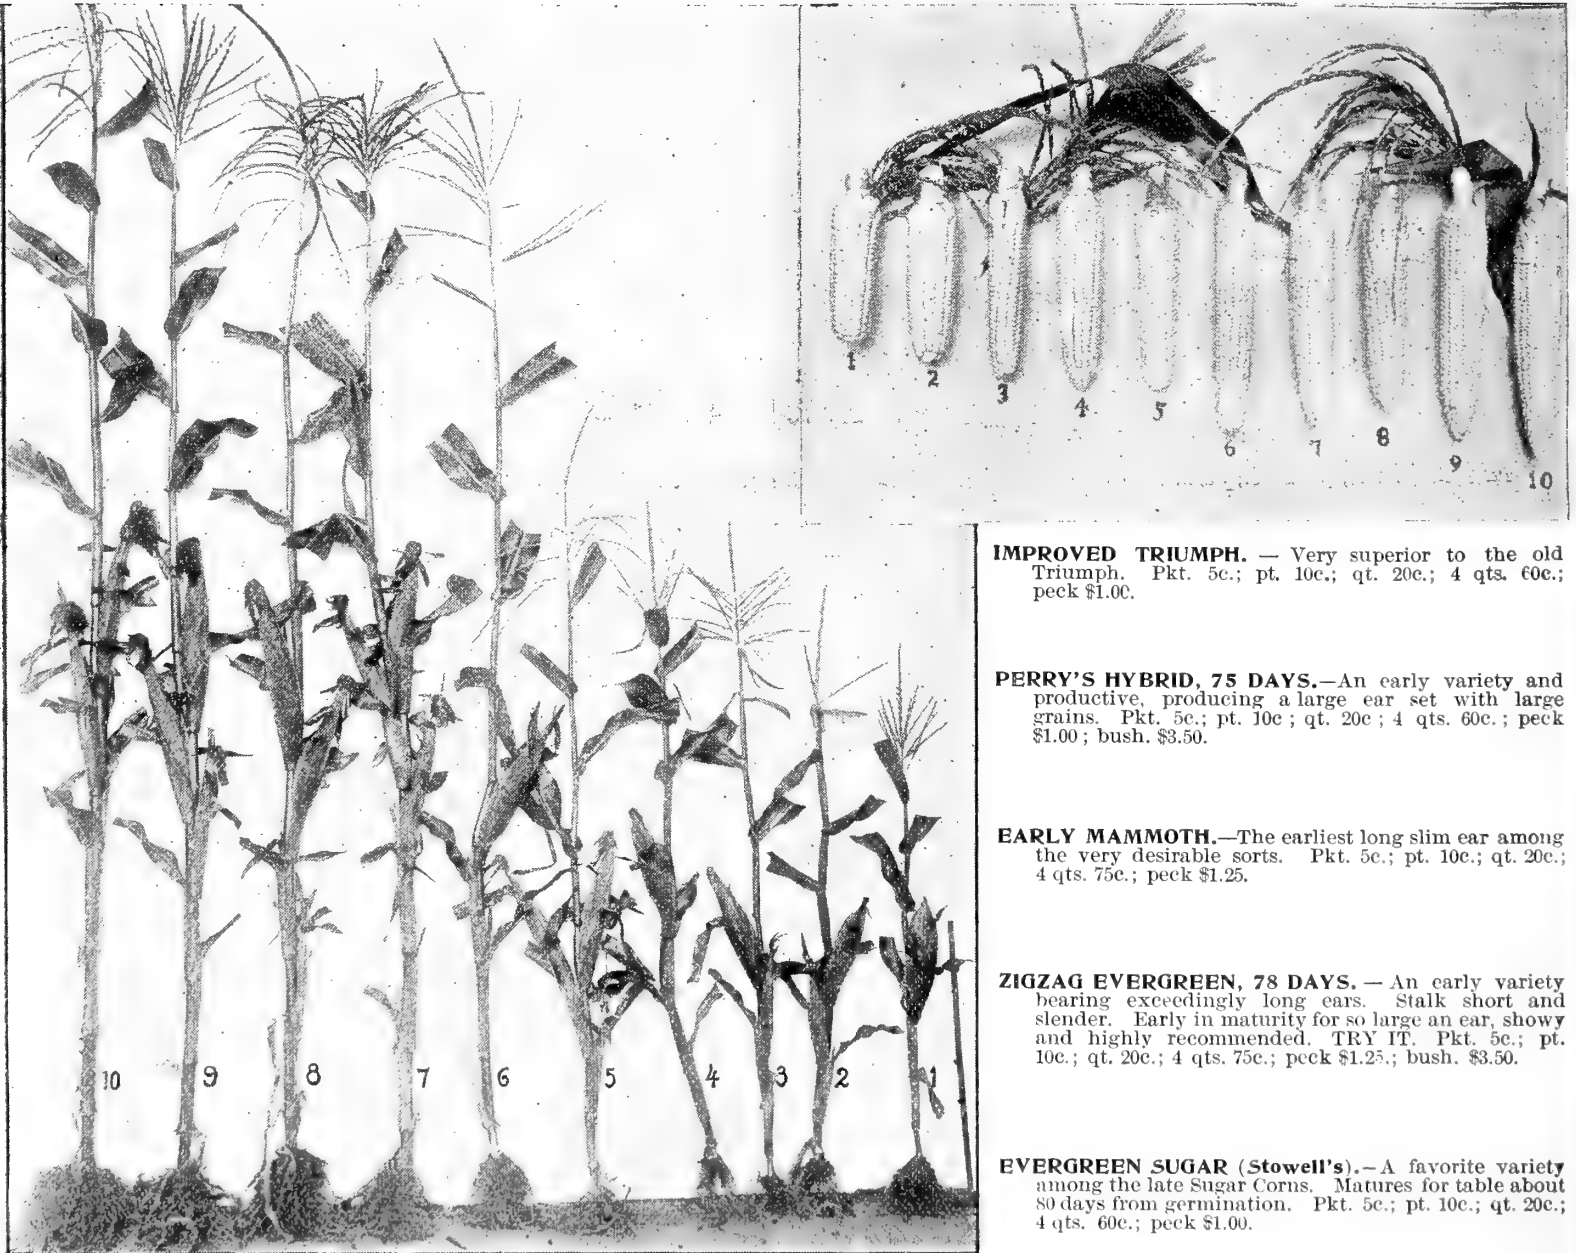 1
2
3
4
5
6
7
8
9
10
10
9
8
7
6
5
4
3
2
1
IMPROVED TRIUMPH. — Very superior to the old
Triumph. Pkt. 5c.; pt. 10c.; qt. 20c.; 4 qts. 60c.;
peck $1.00.
PERRY'S HYBRID, 75 DAYS.—An early variety and
productive, producing a large ear set with large
grains. Pkt. 5c.; pt. 10c ; qt. 20c ; 4 qts. 60c. ; peck
$1.00 ; bush. $3.50.
EARLY MAMMOTH.—The earliest long slim ear among
the very desirable sorts. Pkt. 5c.; pt. 10c.; qt. 20c.;
4 qts. 75c.; peck $1.25.
ZIGZAG EVERGREEN, 78 DAYS. — An early variety
bearing exceedingly long ears. Stalk short and
slender. Early in maturity for so large an ear, showy
and highly recommended. TRY IT. Pkt. 5c.; pt.
10c.; qt. 20c.; 4 qts. 75c.; peck $1.25.; bush. $3.50.
EVERGREEN SUGAR (Stowell's).—A favorite variety
among the late Sugar Corns. Matures for table about
80 days from germination. Pkt. 5c.; pt. 10c.; qt. 20c.;
4 qts. 60c.; peck $1.00.